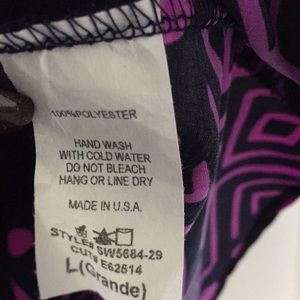 100%POLYESTER
HAND WASH
WITH COLD WATER
DO NOT BLEACH
HANG OR LINE DRY
MADE IN U.S.A.
STYLE# SW5684-29
CUT# E62514
L(Grande)